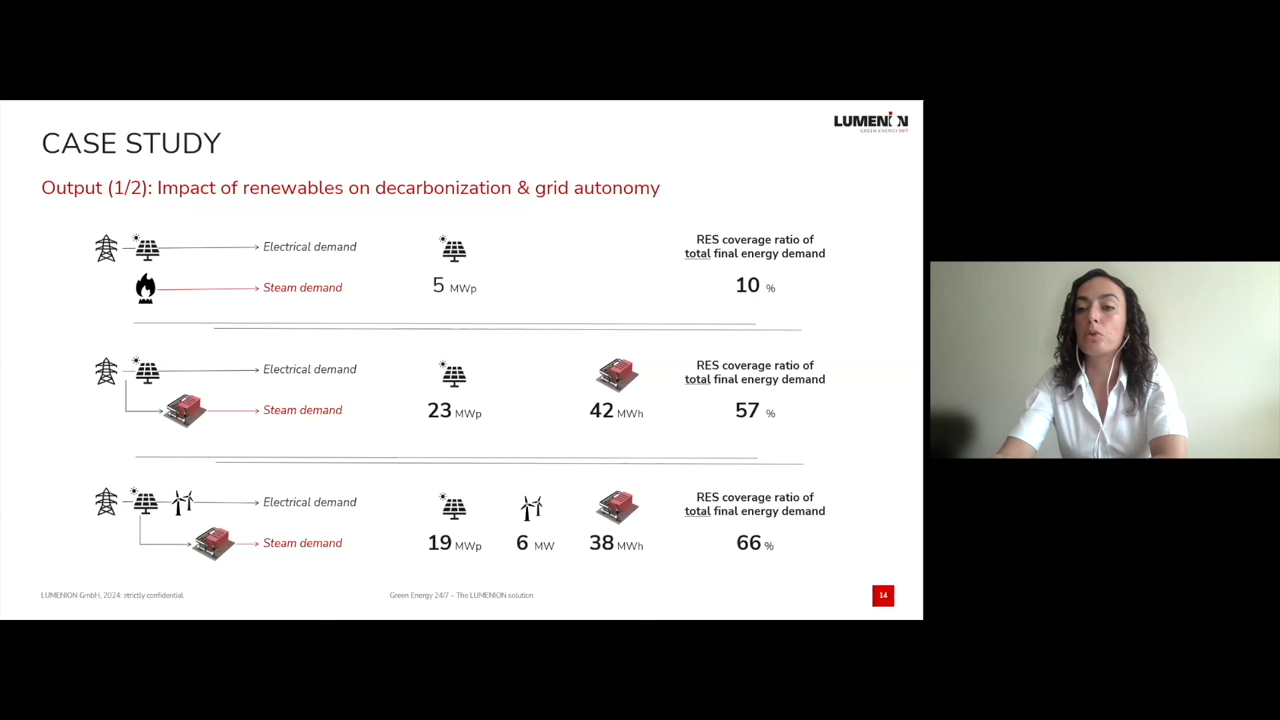 LUMENION
GREEN ENERGY 24/7
CASE STUDY
Output (1/2): Impact of renewables on decarbonization & grid autonomy
Electrical demand
Steam demand
5 MWp
RES coverage ratio of
total final energy demand
10 %
Electrical demand
Steam demand
23 MWp
42 MWh
RES coverage ratio of
total final energy demand
57 %
Electrical demand
Steam demand
19 MWp
6 MW
38 MWh
RES coverage ratio of
total final energy demand
66 %
LUMENION GmbH, 2024: strictly confidential
Green Energy 24/7 – The LUMENION solution
14